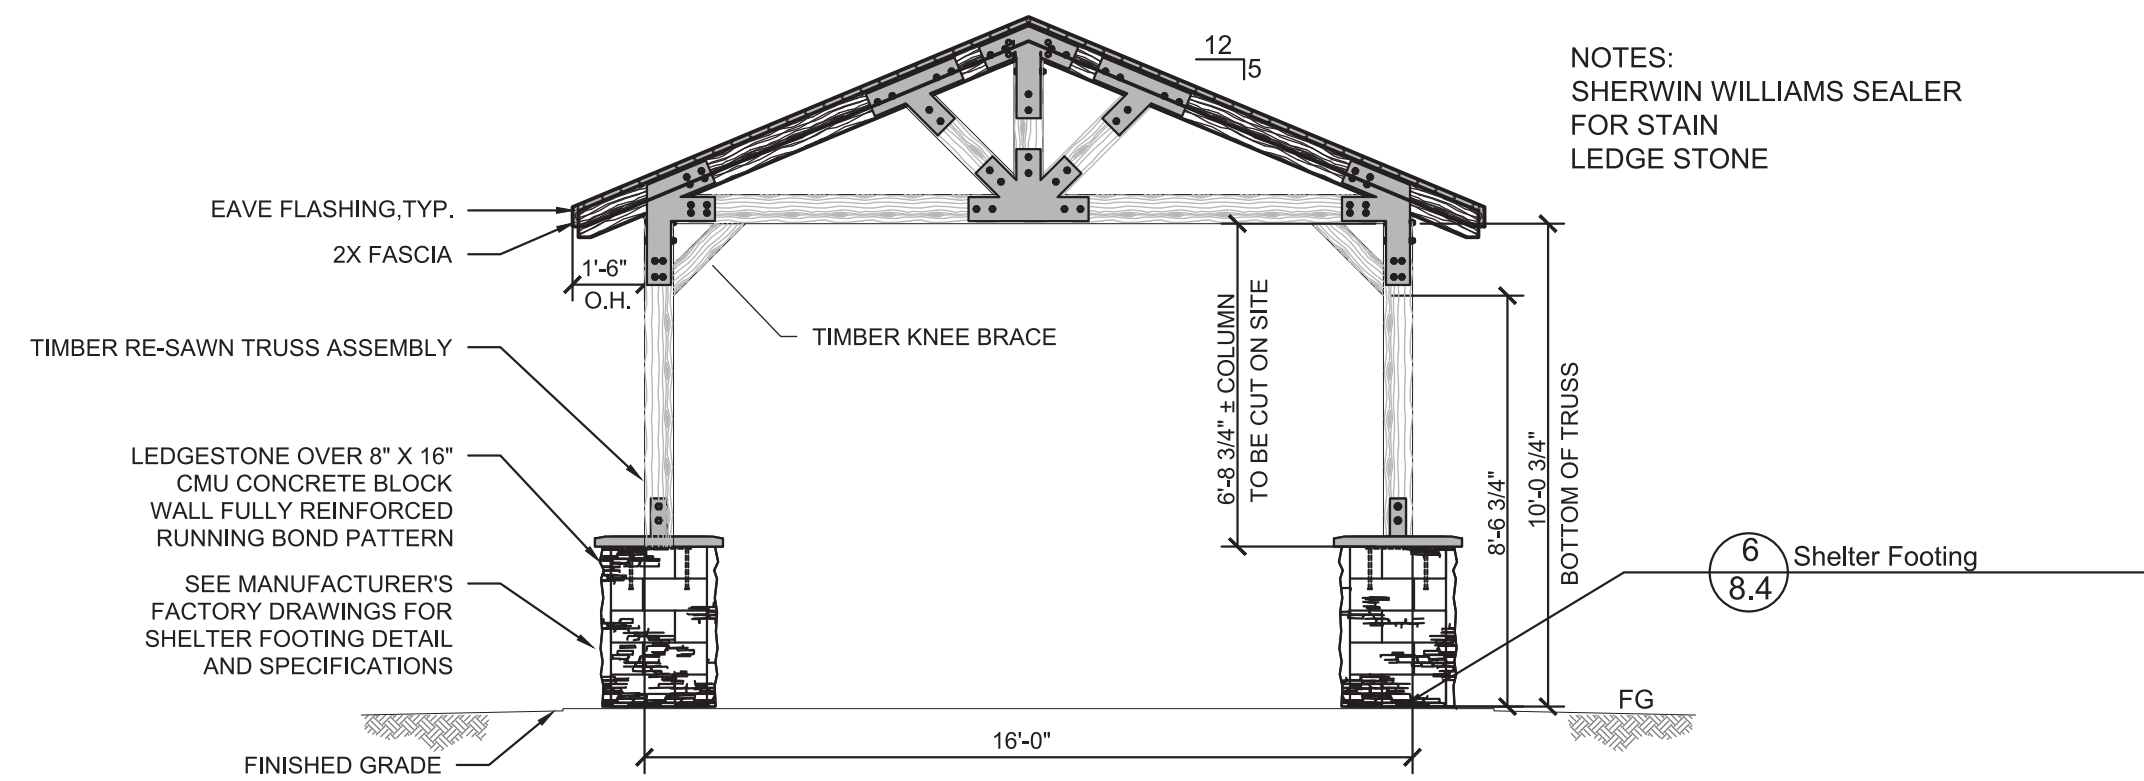 12
5
NOTES:
SHERWIN WILLIAMS SEALER
FOR STAIN
LEDGE STONE
EAVE FLASHING,TYP.
2X FASCIA
1'-6"
O.H.
TIMBER RE-SAWN TRUSS ASSEMBLY
TIMBER KNEE BRACE
LEDGESTONE OVER 8" X 16"
CMU CONCRETE BLOCK
WALL FULLY REINFORCED
RUNNING BOND PATTERN
SEE MANUFACTURER'S
FACTORY DRAWINGS FOR
SHELTER FOOTING DETAIL
AND SPECIFICATIONS
FINISHED GRADE
16'-0"
6'-8 3/4" ± COLUMN
TO BE CUT ON SITE
8'-6 3/4"
10'-0 3/4"
BOTTOM OF TRUSS
6
8.4
Shelter Footing
FG